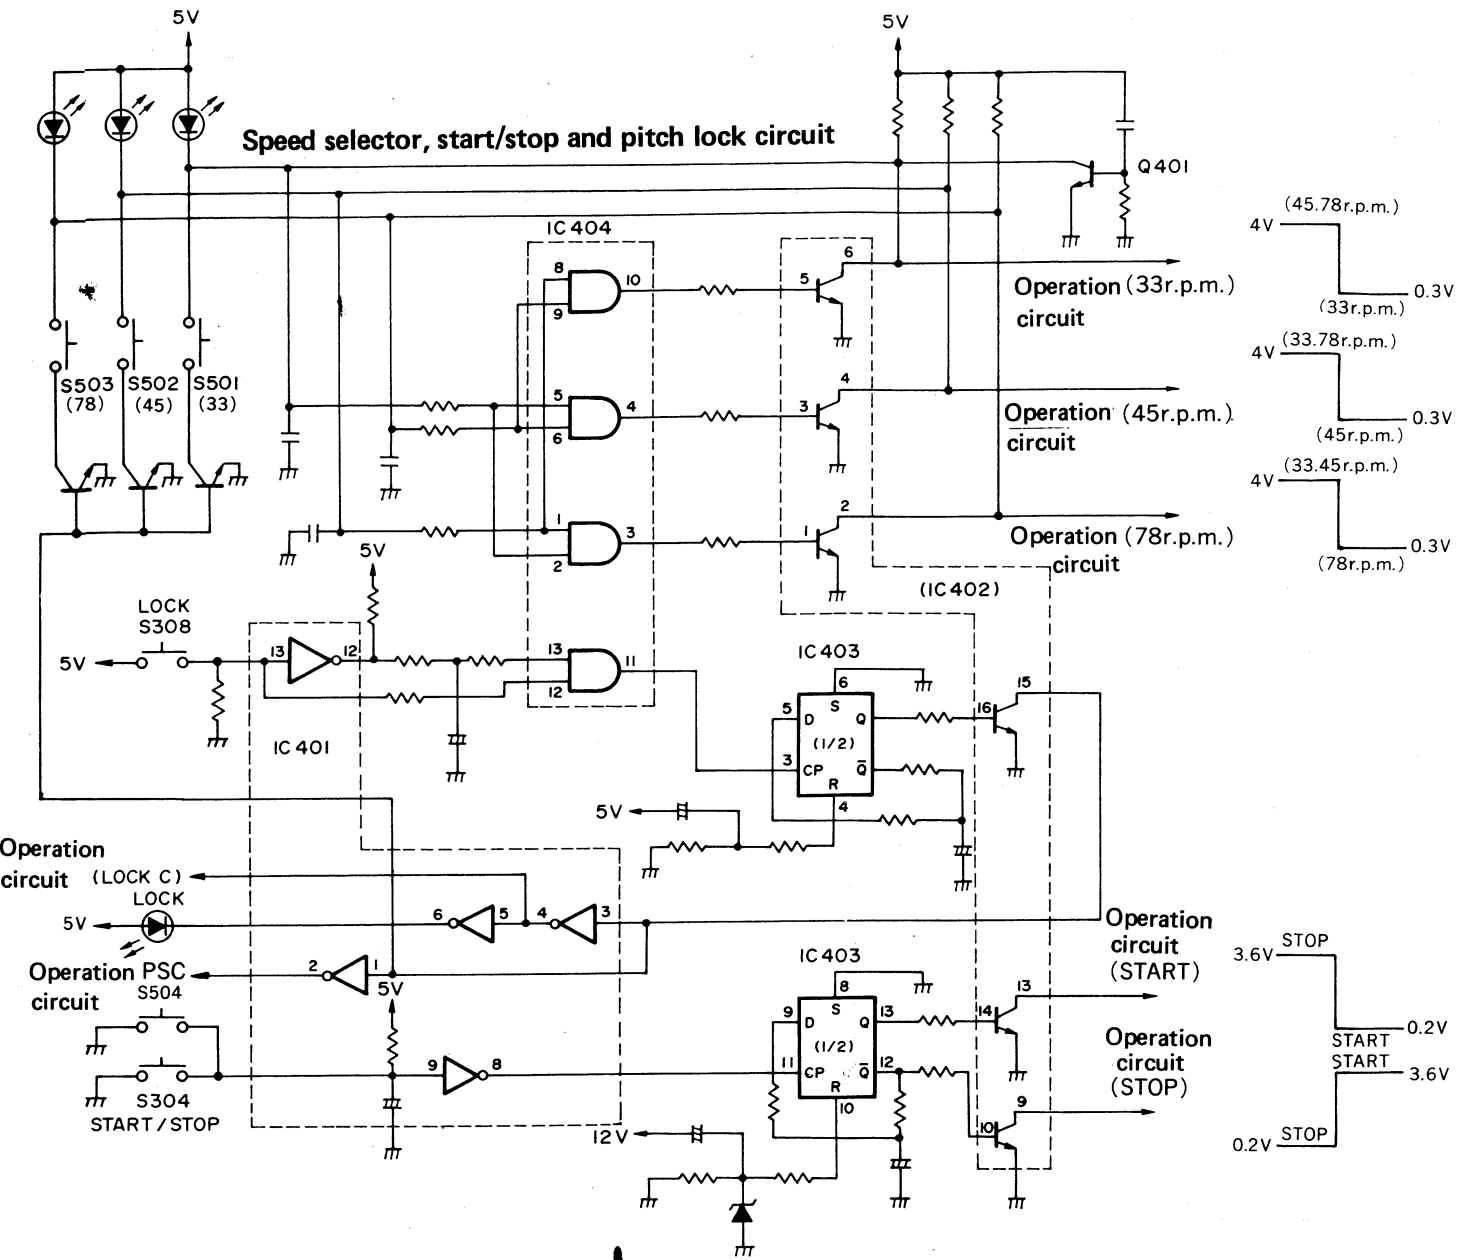 5V
5V
Speed selector, start/stop and pitch lock circuit
Q401
(45.78r.p.m.)
4V
0.3V
(33r.p.m.)
IC404
8
10
9
5
6
Operation (33r.p.m.)
circuit
(33.78r.p.m.)
4V
0.3V
(45r.p.m.)
S503
(78)
S502
(45)
S501
(33)
5
4
6
3
4
Operation (45r.p.m.)
circuit
(33.45r.p.m.)
4V
0.3V
(78r.p.m.)
1
3
2
1
2
Operation (78r.p.m.)
circuit
5V
(IC402)
LOCK
S308
5V
13
12
13
11
12
IC401
IC403
6
S
5
D
Q
(1/2)
3
CP
Q̅
R
4
16
15
5V
Operation
circuit (LOCK C)
LOCK
5V
6
5
4
3
Operation PSC
circuit
2
1
5V
S504
S304
START/STOP
9
8
IC403
8
S
9
D
Q
13
(1/2)
11
CP
Q̅
12
R
10
14
13
10
9
12V
Operation
circuit
(START)
Operation
circuit
(STOP)
3.6V
STOP
0.2V
START
START
3.6V
0.2V
STOP